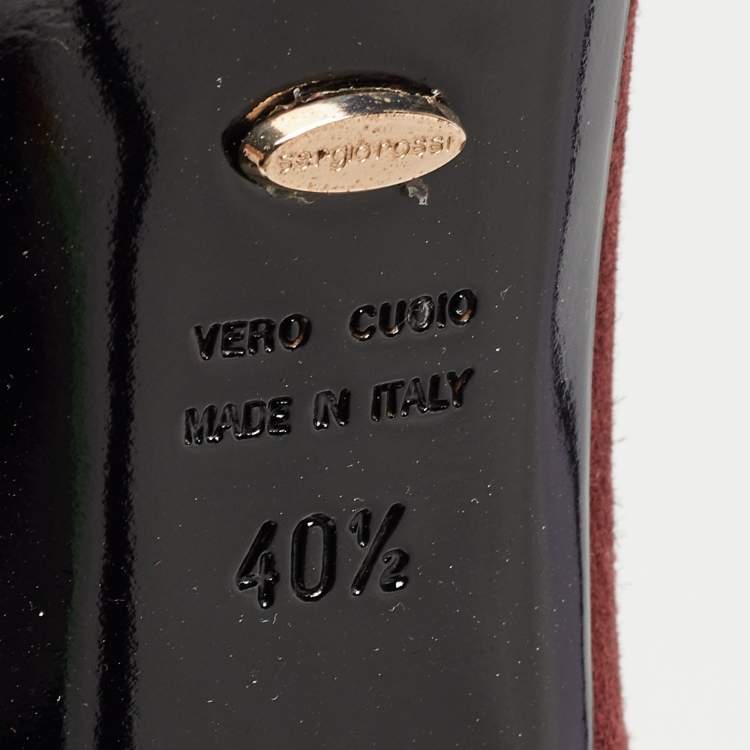 sergio rossi
VERO CUOIO
MADE IN ITALY
40½